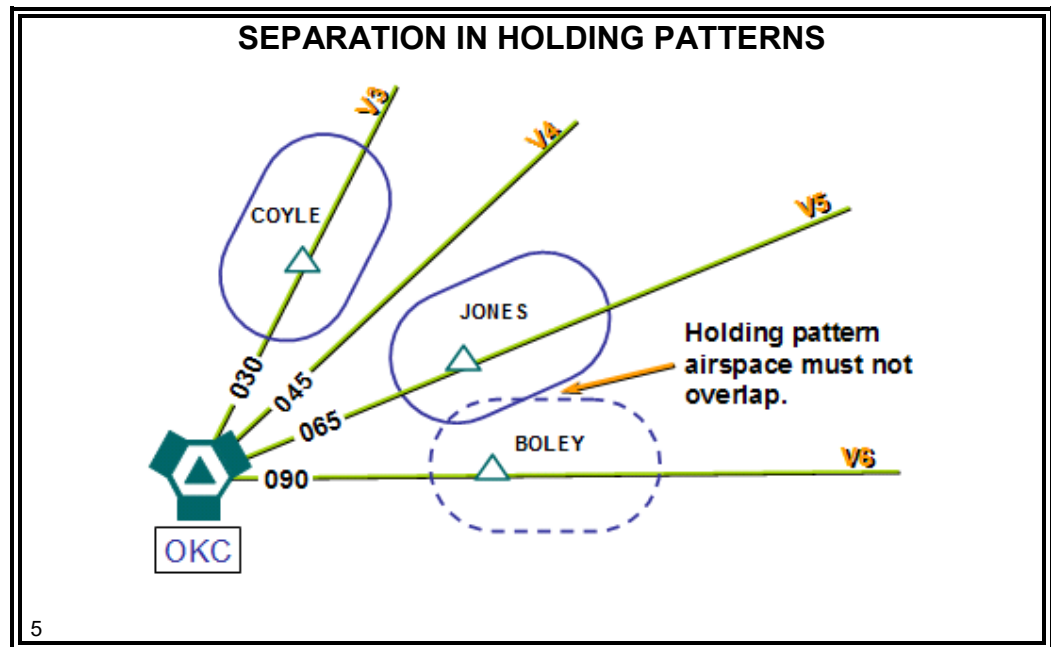 SEPARATION IN HOLDING PATTERNS
V3
V4
V5
COYLE
JONES
Holding pattern
airspace must not
overlap.
030
045
065
BOLEY
V6
090
OKC
5